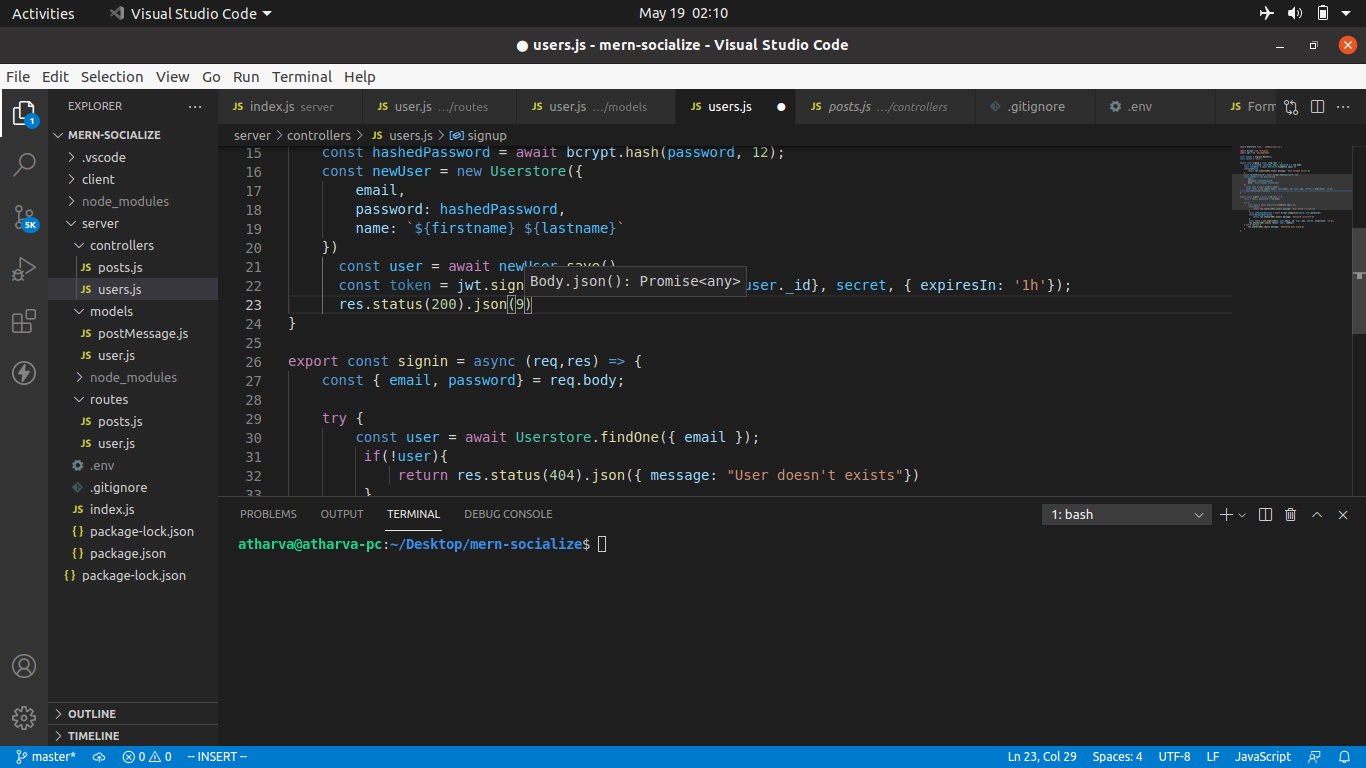 Activities Visual Studio Code May 19 02:10
users.js - mern-socialize - Visual Studio Code
File Edit Selection View Go Run Terminal Help
EXPLORER
1
5K
MERN-SOCIALIZE
.vscode
client
node_modules
server
controllers
JS posts.js
JS users.js
models
JS postMessage.js
JS user.js
node_modules
routes
JS posts.js
JS user.js
.env
.gitignore
JS index.js
{} package-lock.json
{} package.json
{} package-lock.json
OUTLINE
TIMELINE
JS index.js server JS user.js .../routes JS user.js .../models JS users.js JS posts.js .../controllers .gitignore .env JS Form
server > controllers > JS users.js > signup
15 const hashedPassword = await bcrypt.hash(password, 12);
16 const newUser = new Userstore({
17 email,
18 password: hashedPassword,
19 name: `${firstname} ${lastname}`
20 })
21 const user = await newUser.save()
Body.json(): Promise<any>
22 const token = jwt.sign user._id}, secret, { expiresIn: '1h'});
23 res.status(200).json(9)
24 }
25
26 export const signin = async (req,res) => {
27 const { email, password} = req.body;
28
29 try {
30 const user = await Userstore.findOne({ email });
31 if(!user){
32 return res.status(404).json({ message: "User doesn't exists"})
33 }
PROBLEMS OUTPUT TERMINAL DEBUG CONSOLE 1: bash
atharva@atharva-pc:~/Desktop/mern-socialize$
master* 0 0 -- INSERT -- Ln 23, Col 29 Spaces: 4 UTF-8 LF JavaScript